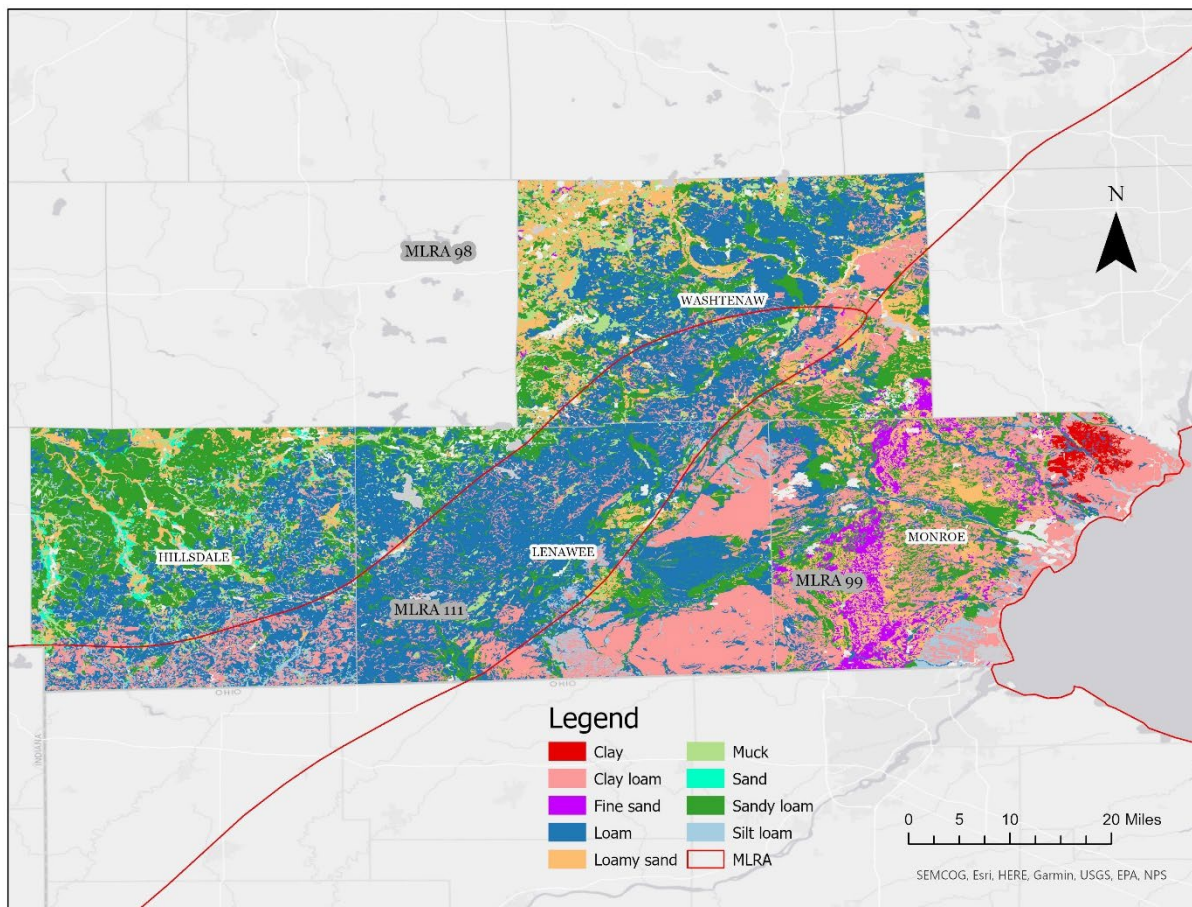 N
MLRA 98
WASHTENAW
HILLSDALE
LENAWEE
MONROE
MLRA 99
MLRA 111
OHIO
OHIO
INDIANA
Legend
Clay
Clay loam
Fine sand
Loam
Loamy sand
Muck
Sand
Sandy loam
Silt loam
MLRA
0 5 10 20 Miles
SEMCOG, Esri, HERE, Garmin, USGS, EPA, NPS